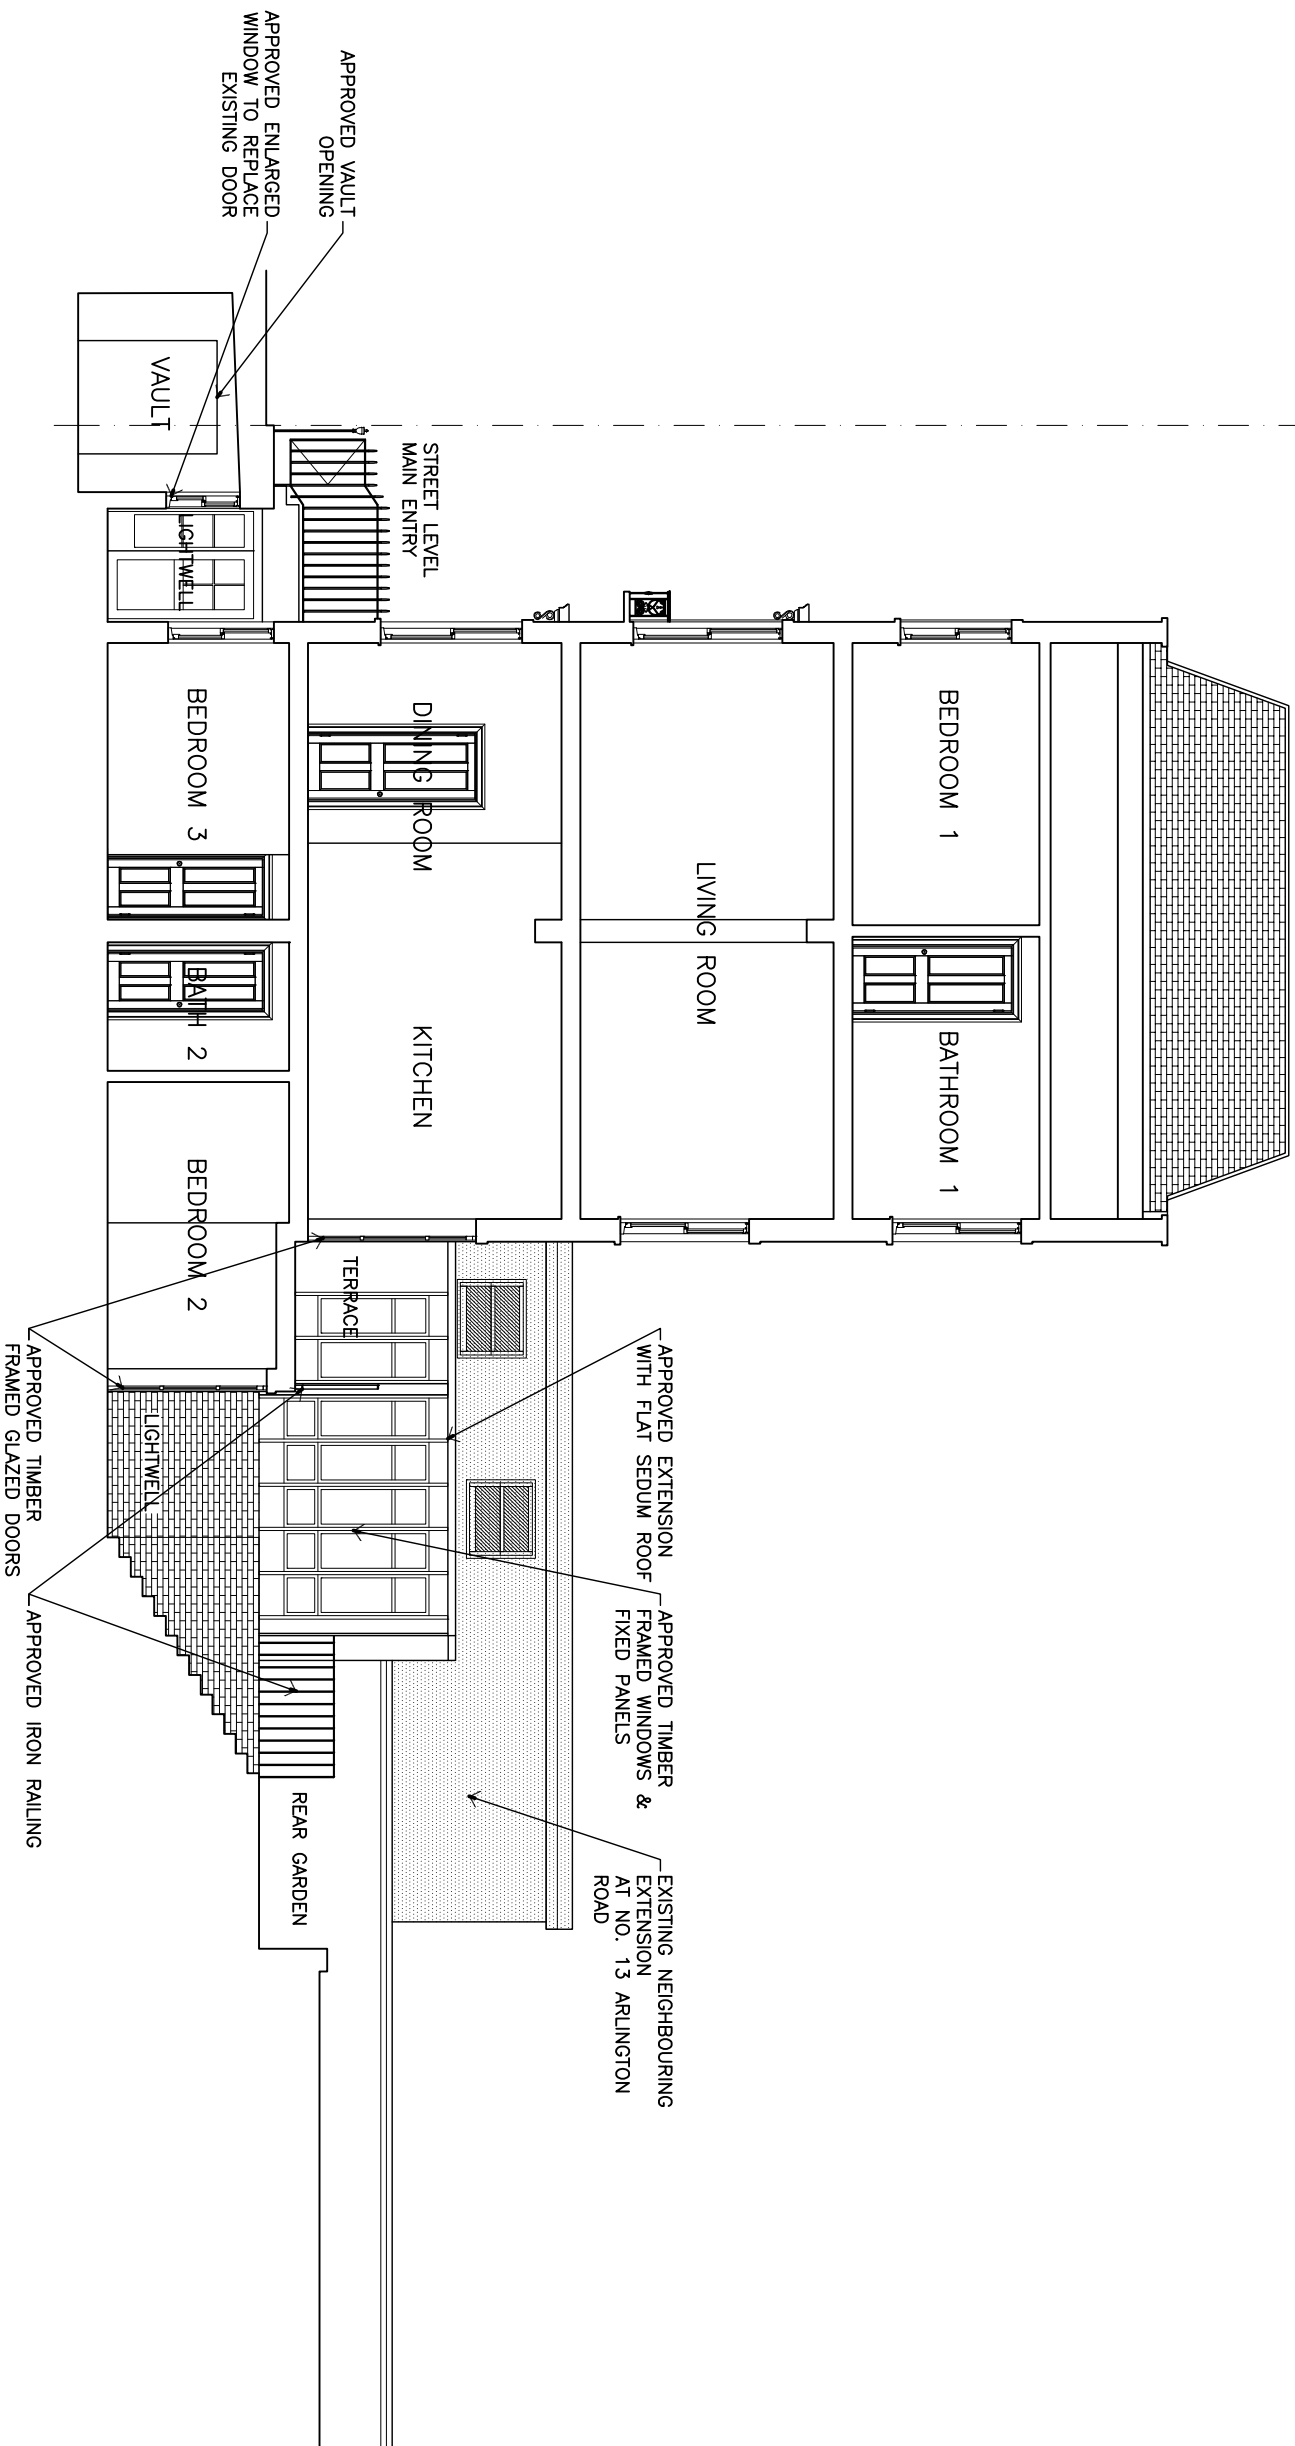 BEDROOM 1
BATHROOM 1
LIVING ROOM
DINING ROOM
KITCHEN
STREET LEVEL
MAIN ENTRY
TERRACE
BEDROOM 3
BATH 2
BEDROOM 2
LIGHTWELL
VAULT
LIGHTWELL
REAR GARDEN
APPROVED VAULT
OPENING
APPROVED ENLARGED
WINDOW TO REPLACE
EXISTING DOOR
APPROVED EXTENSION
WITH FLAT SEDUM ROOF
APPROVED TIMBER
FRAMED WINDOWS &
FIXED PANELS
EXISTING NEIGHBOURING
EXTENSION
AT NO. 13 ARLINGTON
ROAD
APPROVED TIMBER
FRAMED GLAZED DOORS
APPROVED IRON RAILING